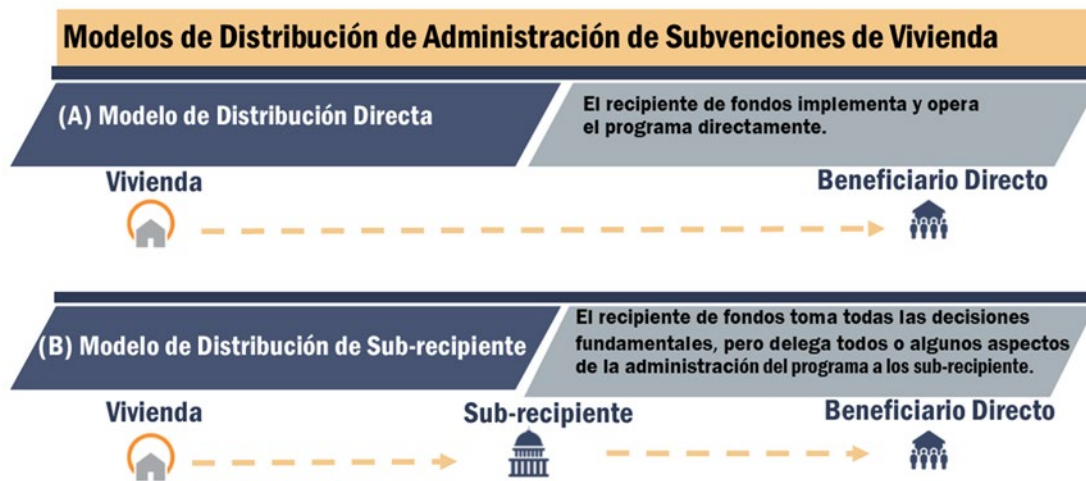 Modelos de Distribución de Administración de Subvenciones de Vivienda
(A) Modelo de Distribución Directa
El recipiente de fondos implementa y opera
el programa directamente.
Vivienda
Beneficiario Directo
(B) Modelo de Distribución de Sub-recipiente
El recipiente de fondos toma todas las decisiones
fundamentales, pero delega todos o algunos aspectos
de la administración del programa a los sub-recipiente.
Vivienda
Sub-recipiente
Beneficiario Directo